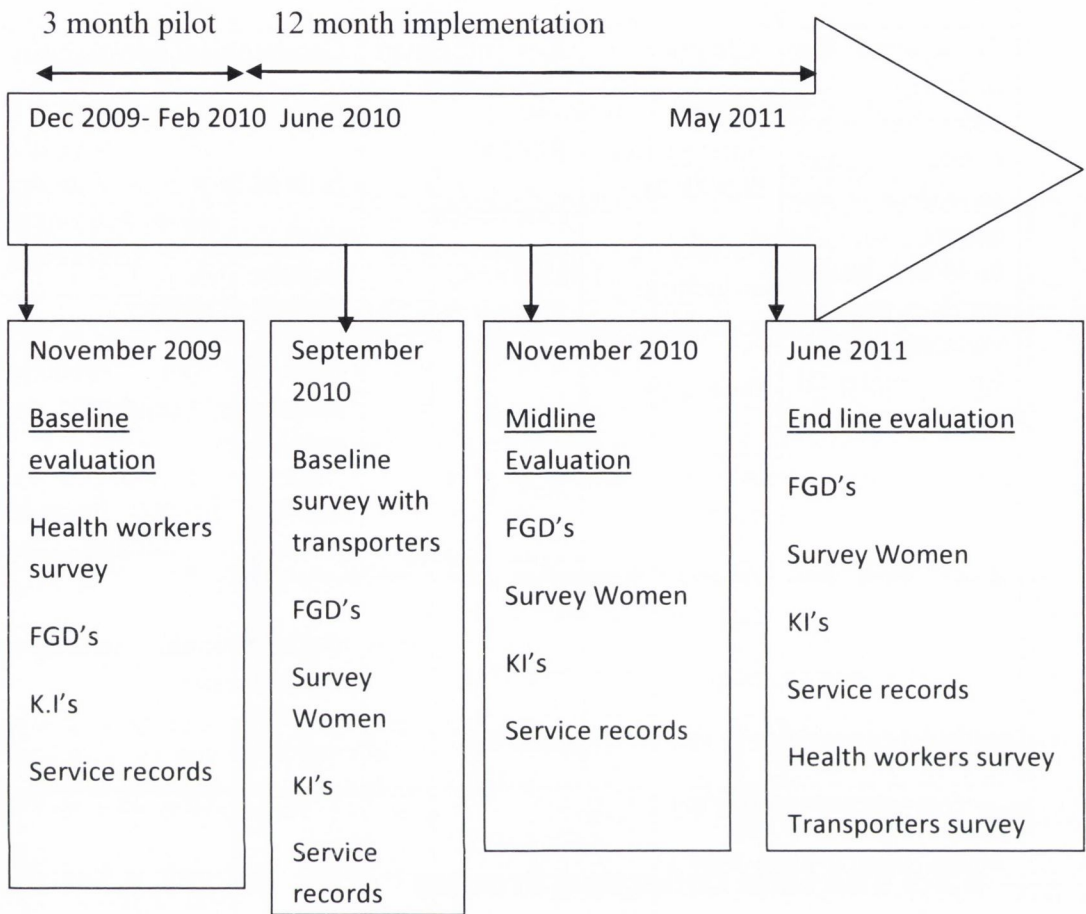 3 month pilot 12 month implementation
Dec 2009- Feb 2010 June 2010 May 2011
November 2009
Baseline
evaluation
Health workers
survey
FGD's
K.I's
Service records
September
2010
Baseline
survey with
transporters
FGD's
Survey
Women
KI's
Service
records
November 2010
Midline
Evaluation
FGD's
Survey Women
KI's
Service records
June 2011
End line evaluation
FGD's
Survey Women
KI's
Service records
Health workers survey
Transporters survey